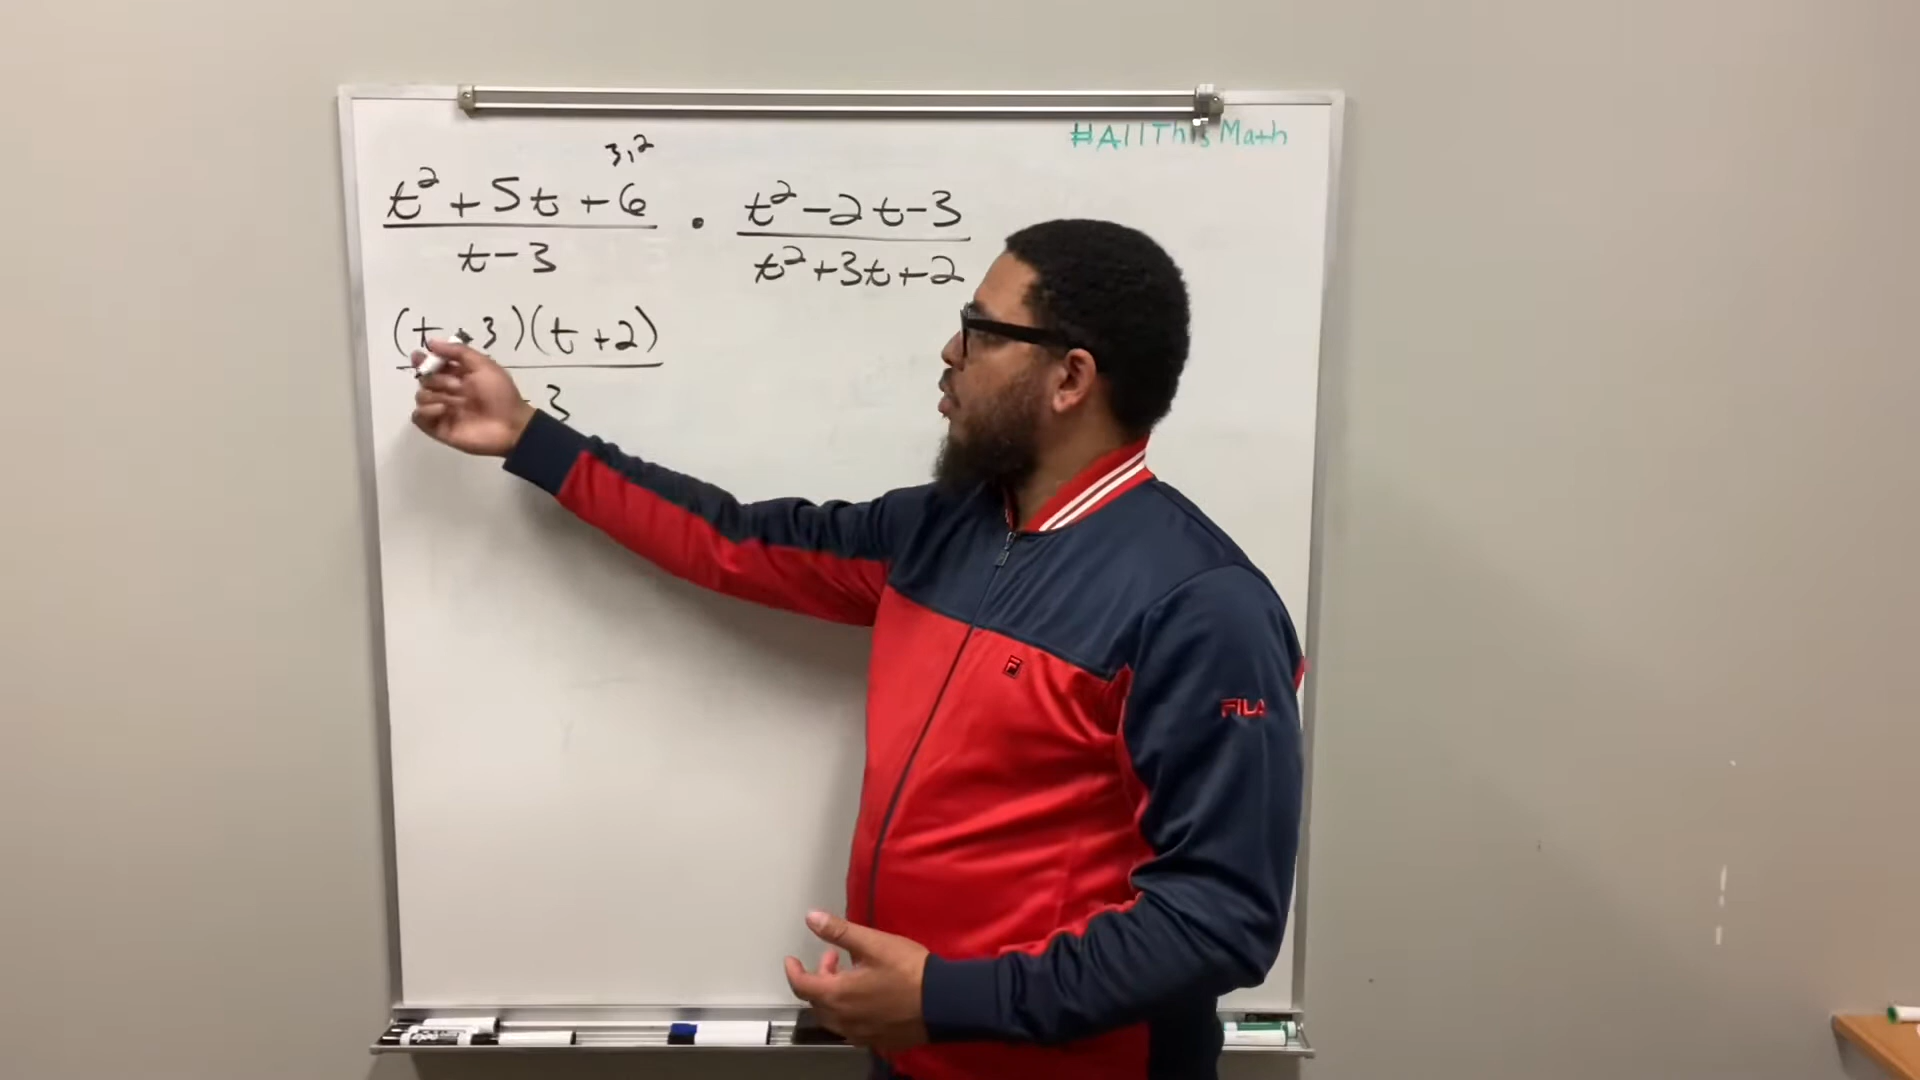 #AllThisMath
3,2
t² + 5t + 6 · t² - 2t - 3
t - 3 t² + 3t + 2
(t + 3)(t + 2)
- 3
FILA